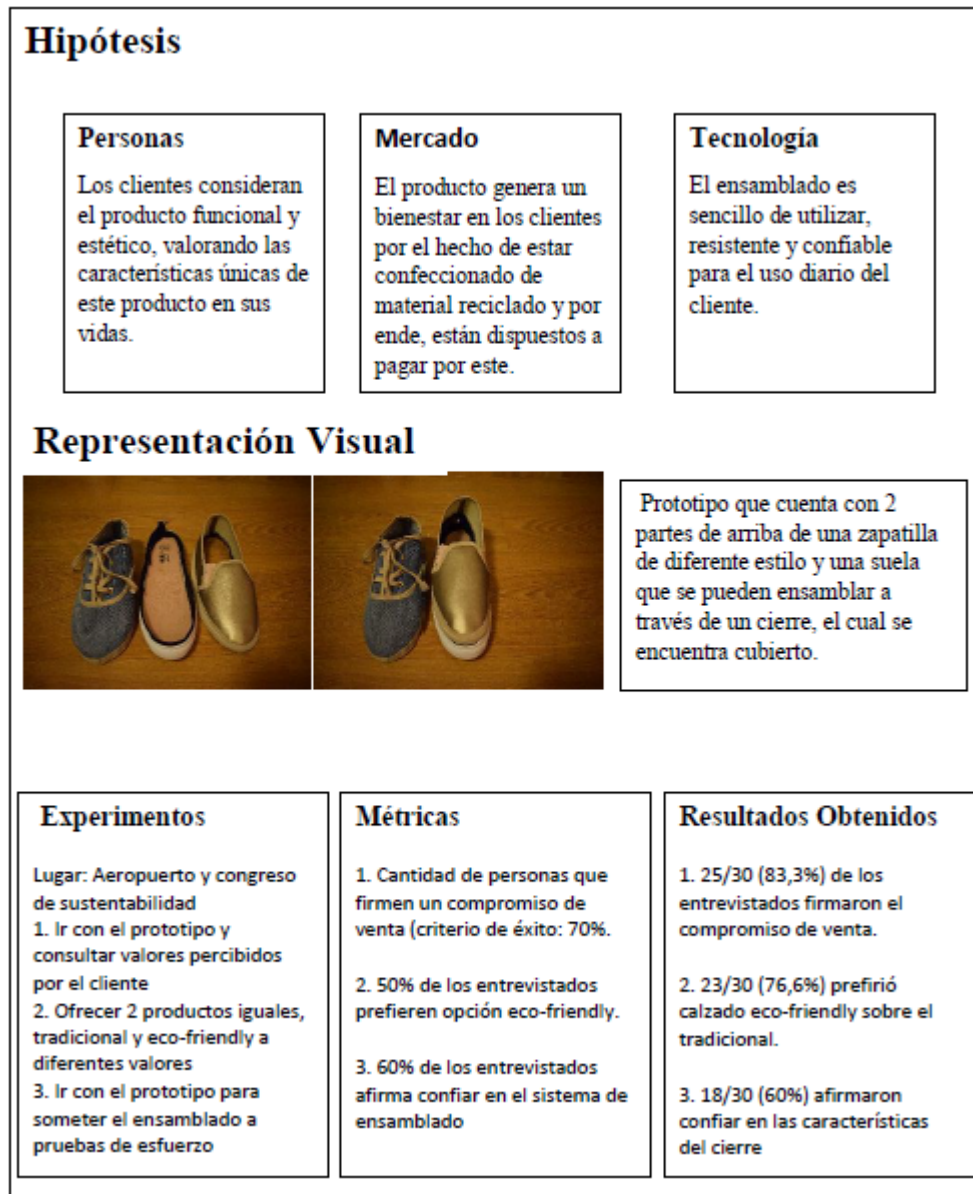 Hipótesis
Personas
Los clientes consideran
el producto funcional y
estético, valorando las
características únicas de
este producto en sus
vidas.
Mercado
El producto genera un
bienestar en los clientes
por el hecho de estar
confeccionado de
material reciclado y por
ende, están dispuestos a
pagar por este.
Tecnología
El ensamblado es
sencillo de utilizar,
resistente y confiable
para el uso diario del
cliente.
Representación Visual
Prototipo que cuenta con 2
partes de arriba de una zapatilla
de diferente estilo y una suela
que se pueden ensamblar a
través de un cierre, el cual se
encuentra cubierto.
Experimentos
Lugar: Aeropuerto y congreso
de sustentabilidad
1. Ir con el prototipo y
consultar valores percibidos
por el cliente
2. Ofrecer 2 productos iguales,
tradicional y eco-friendly a
diferentes valores
3. Ir con el prototipo para
someter el ensamblado a
pruebas de esfuerzo
Métricas
1. Cantidad de personas que
firmen un compromiso de
venta (criterio de éxito: 70%.
2. 50% de los entrevistados
prefieren opción eco-friendly.
3. 60% de los entrevistados
afirma confiar en el sistema de
ensamblado
Resultados Obtenidos
1. 25/30 (83,3%) de los
entrevistados firmaron el
compromiso de venta.
2. 23/30 (76,6%) prefirió
calzado eco-friendly sobre el
tradicional.
3. 18/30 (60%) afirmaron
confiar en las características
del cierre